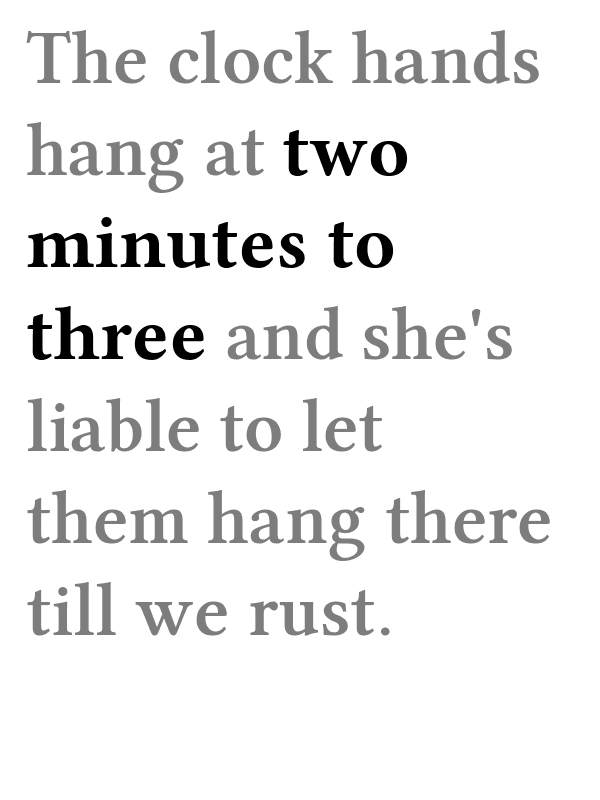 The clock hands
hang at two
minutes to
three and she's
liable to let
them hang there
till we rust.